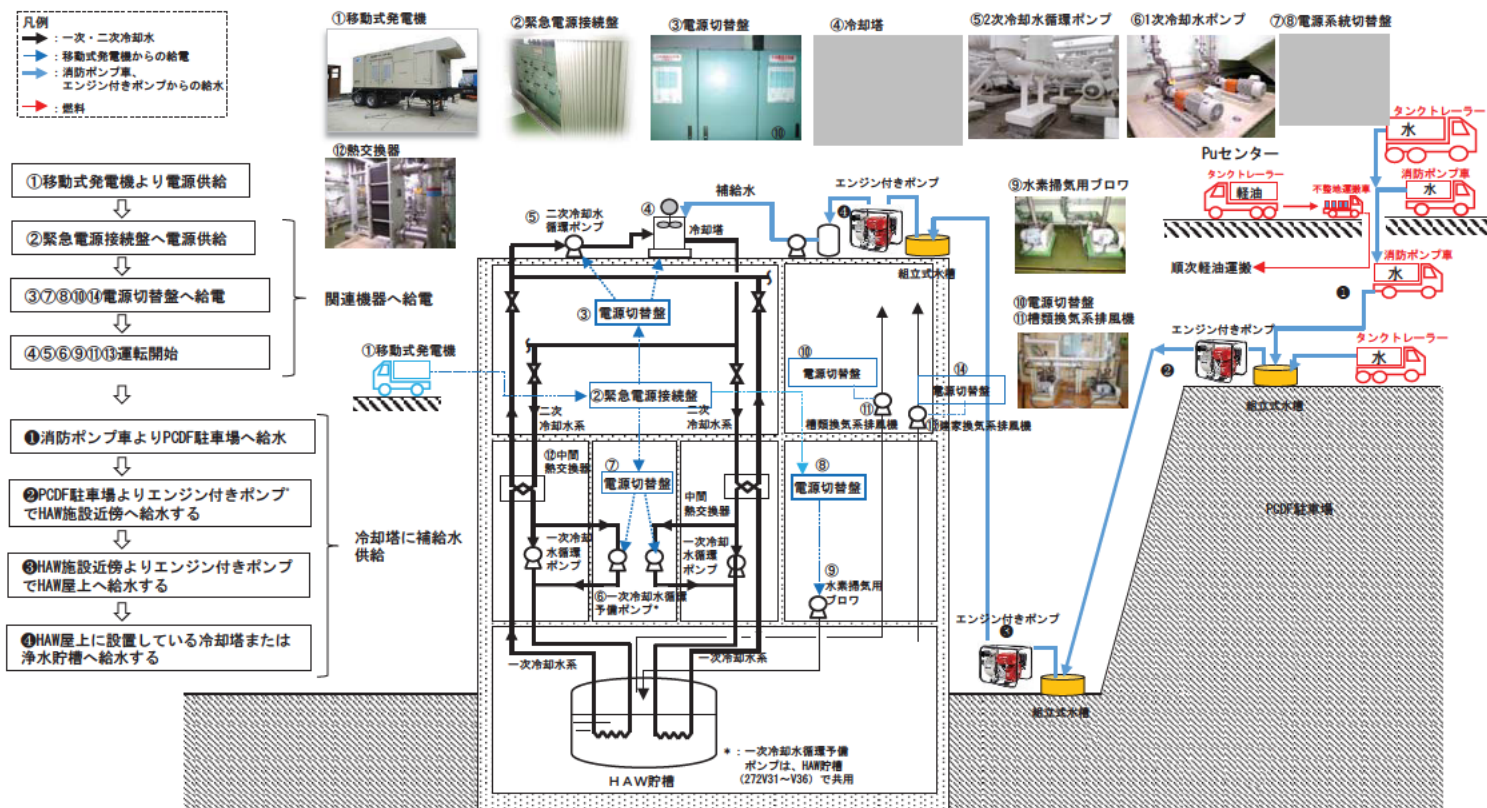 凡例
: 一次・二次冷却水
: 移動式発電機からの給電
: 消防ポンプ車、
エンジン付きポンプからの給水
: 燃料
①移動式発電機
②緊急電源接続盤
③電源切替盤
④冷却塔
⑤2次冷却水循環ポンプ
⑥1次冷却水ポンプ
⑦⑧電源系統切替盤
⑩
⑫熱交換器
①移動式発電機より電源供給
②緊急電源接続盤へ電源供給
③⑦⑧⑩⑭電源切替盤へ給電
④⑤⑥⑨⑪⑬運転開始
関連機器へ給電
❶消防ポンプ車よりPCDF駐車場へ給水
❷PCDF駐車場よりエンジン付きポンプ
でHAW施設近傍へ給水する
❸HAW施設近傍よりエンジン付きポンプ
でHAW屋上へ給水する
❹HAW屋上に設置している冷却塔または
浄水貯槽へ給水する
冷却塔に補給水
供給
①移動式発電機
⑤
二次冷却水
循環ポンプ
④
冷却塔
補給水
エンジン付きポンプ
❹
組立式水槽
③
電源切替盤
②緊急電源接続盤
二次
冷却水系
二次
冷却水系
⑩
電源切替盤
⑪
槽類換気系排風機
⑭
電源切替盤
建家換気系排風機
⑫中間
熱交換器
⑦
電源切替盤
中間
熱交換器
⑧
電源切替盤
一次冷却
水循環
ポンプ
一次冷却
水循環
ポンプ
⑥一次冷却水循環
予備ポンプ*
⑨
水素掃気用
ブロワ
一次冷却水系
一次冷却水系
HAW貯槽
* : 一次冷却水循環予備
ポンプは、HAW貯槽
(272V31~V36) で共用
⑨水素掃気用ブロワ
⑩電源切替盤
⑪槽類換気系排風機
Puセンター
タンクトレーラー
軽油
不整地運搬車
順次軽油運搬
タンクトレーラー
水
消防ポンプ車
水
消防ポンプ車
水
❶
エンジン付きポンプ
タンクトレーラー
水
❷
組立式水槽
PCDF駐車場
エンジン付きポンプ
❸
組立式水槽